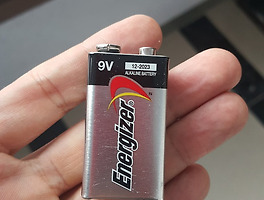 9V
12-2023
ALKALINE BATTERY
Energizer